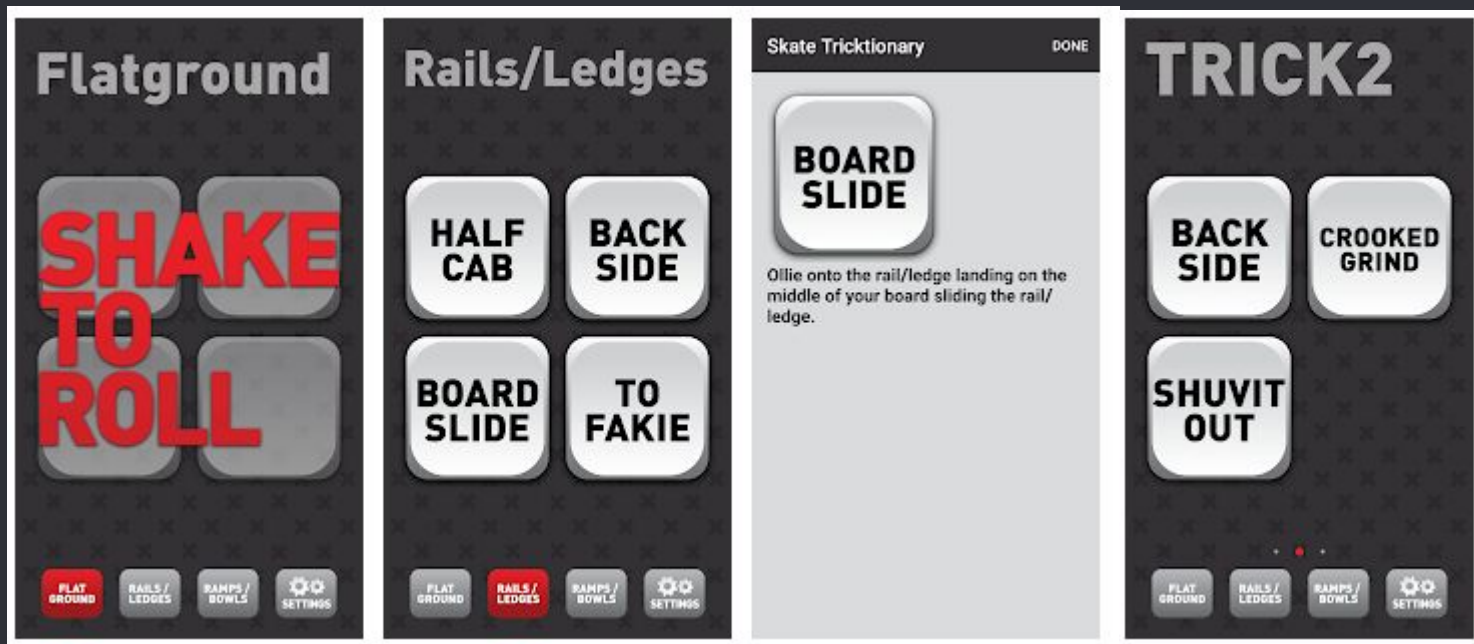 Flatground
SHAKE
TO
ROLL
FLAT
GROUND
RAILS/
LEDGES
RAMPS/
BOWLS
SETTINGS
Rails/Ledges
HALF
CAB
BACK
SIDE
BOARD
SLIDE
TO
FAKIE
FLAT
GROUND
RAILS/
LEDGES
RAMPS/
BOWLS
SETTINGS
Skate Tricktionary
DONE
BOARD
SLIDE
Ollie onto the rail/ledge landing on the
middle of your board sliding the rail/
ledge.
TRICK2
BACK
SIDE
CROOKED
GRIND
SHUVIT
OUT
FLAT
GROUND
RAILS/
LEDGES
RAMPS/
BOWLS
SETTINGS